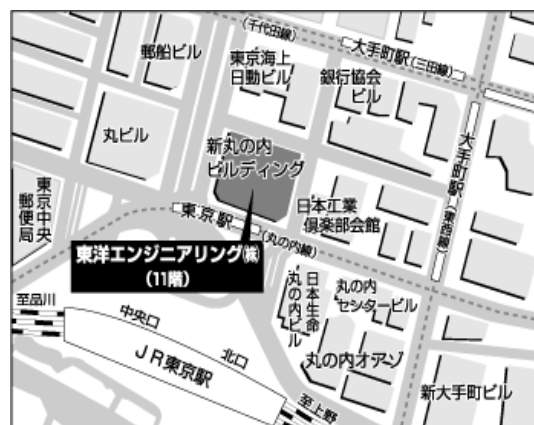 (千代田線)
大手町駅(三田線)
郵船ビル
東京海上
日動ビル
銀行協会
ビル
丸ビル
新丸の内
ビルディング
大手町駅(東西線)
東京中央
郵便局
東京駅
(丸の内線)
日本工業
倶楽部会館
東洋エンジニアリング㈱
(11階)
日本生命
丸の内ビル
丸の内
センタービル
至品川
中央口
北口
JR東京駅
丸の内オアゾ
新大手町ビル
至上野